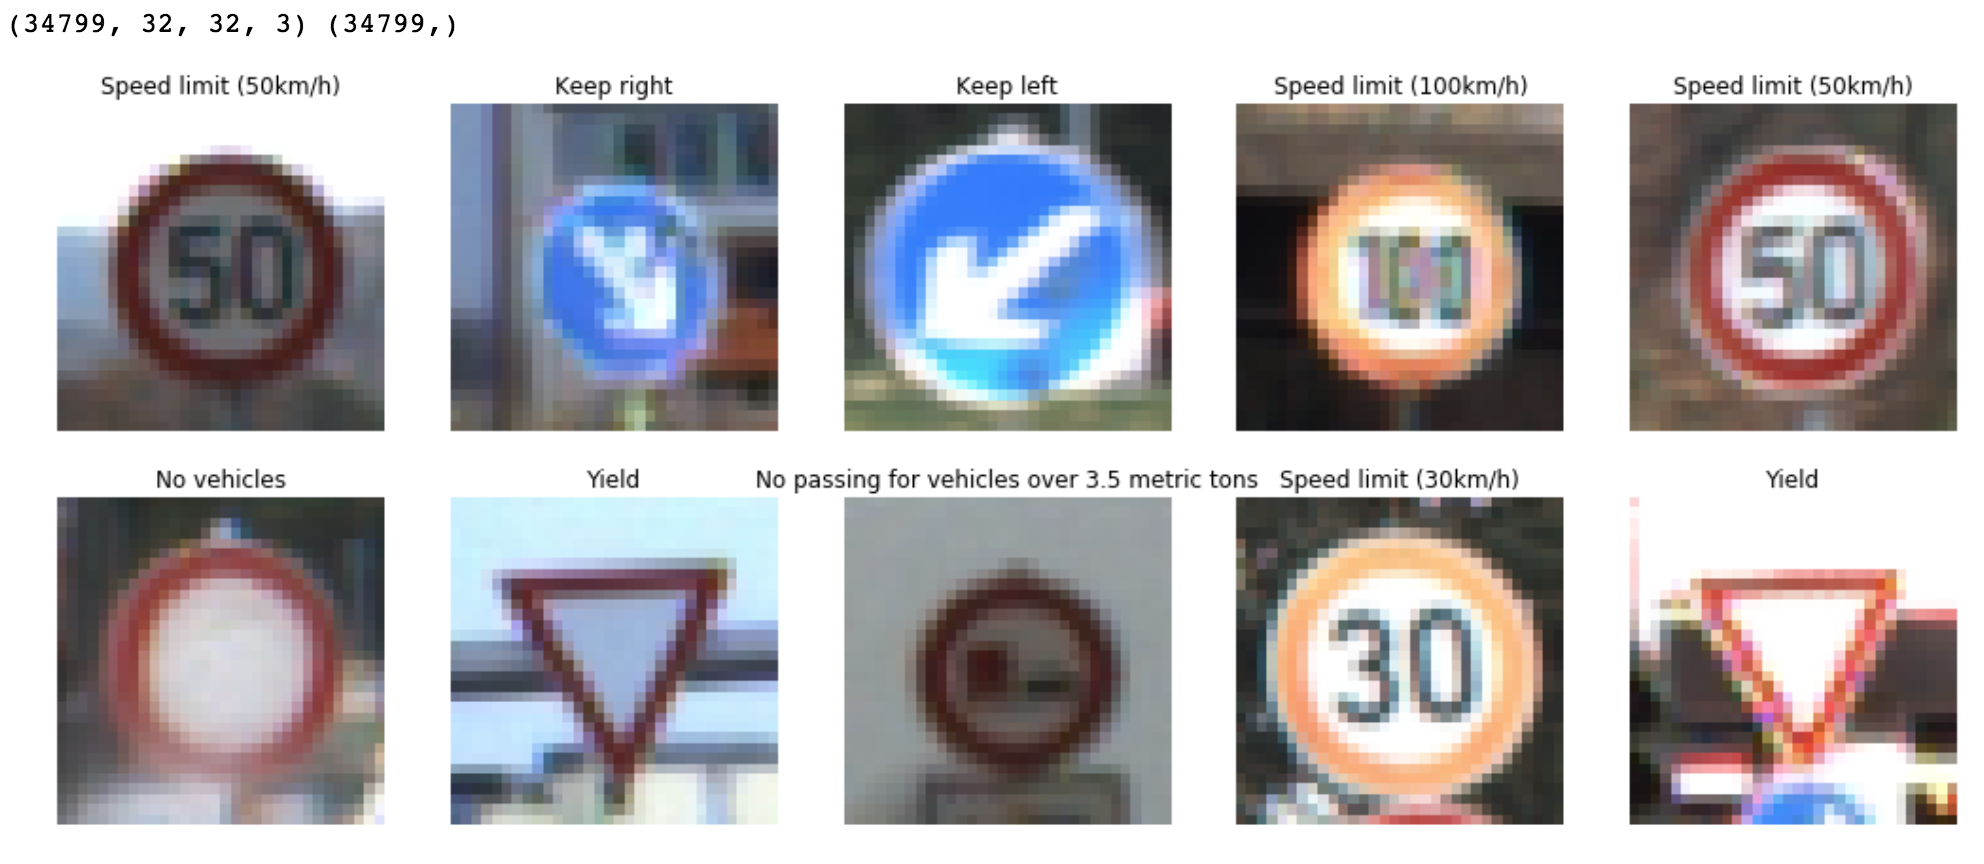 (34799, 32, 32, 3) (34799,)
Speed limit (50km/h)
Keep right
Keep left
Speed limit (100km/h)
Speed limit (50km/h)
50
50
No vehicles
Yield
No passing for vehicles over 3.5 metric tons
Speed limit (30km/h)
Yield
30